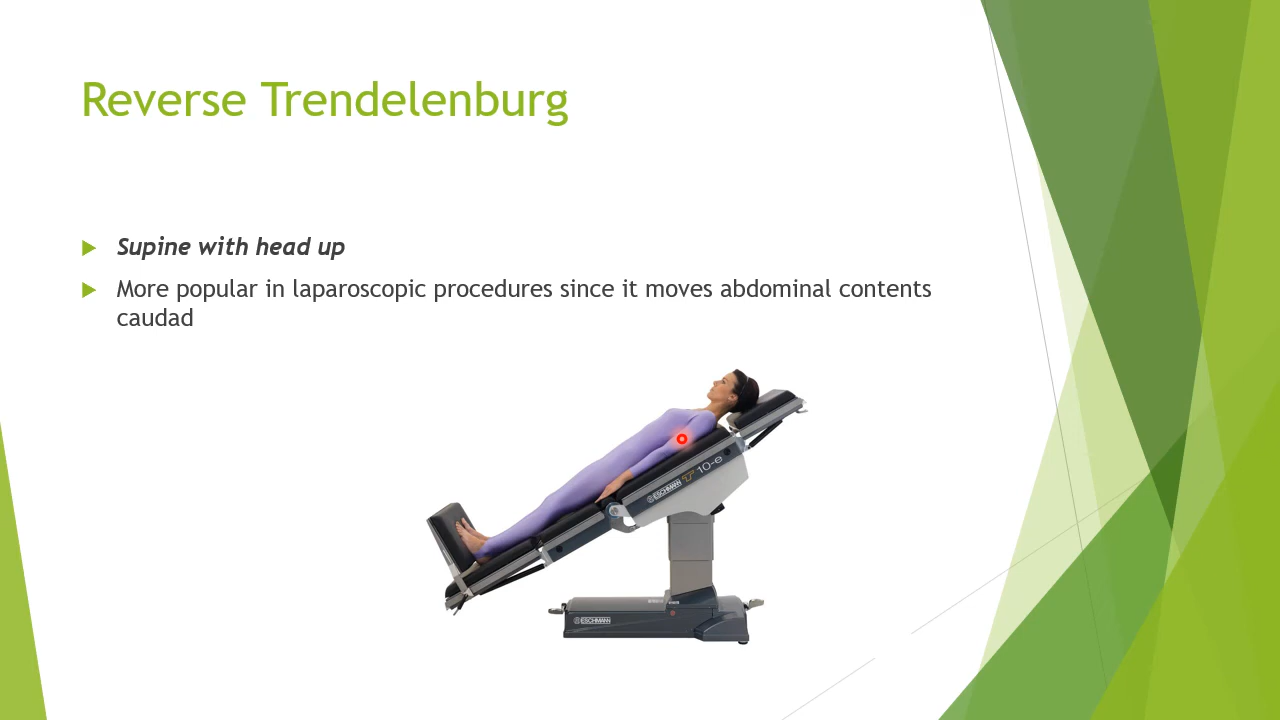 Reverse Trendelenburg
Supine with head up
More popular in laparoscopic procedures since it moves abdominal contents
caudad
ESCHMANN T 10-e
ESCHMANN